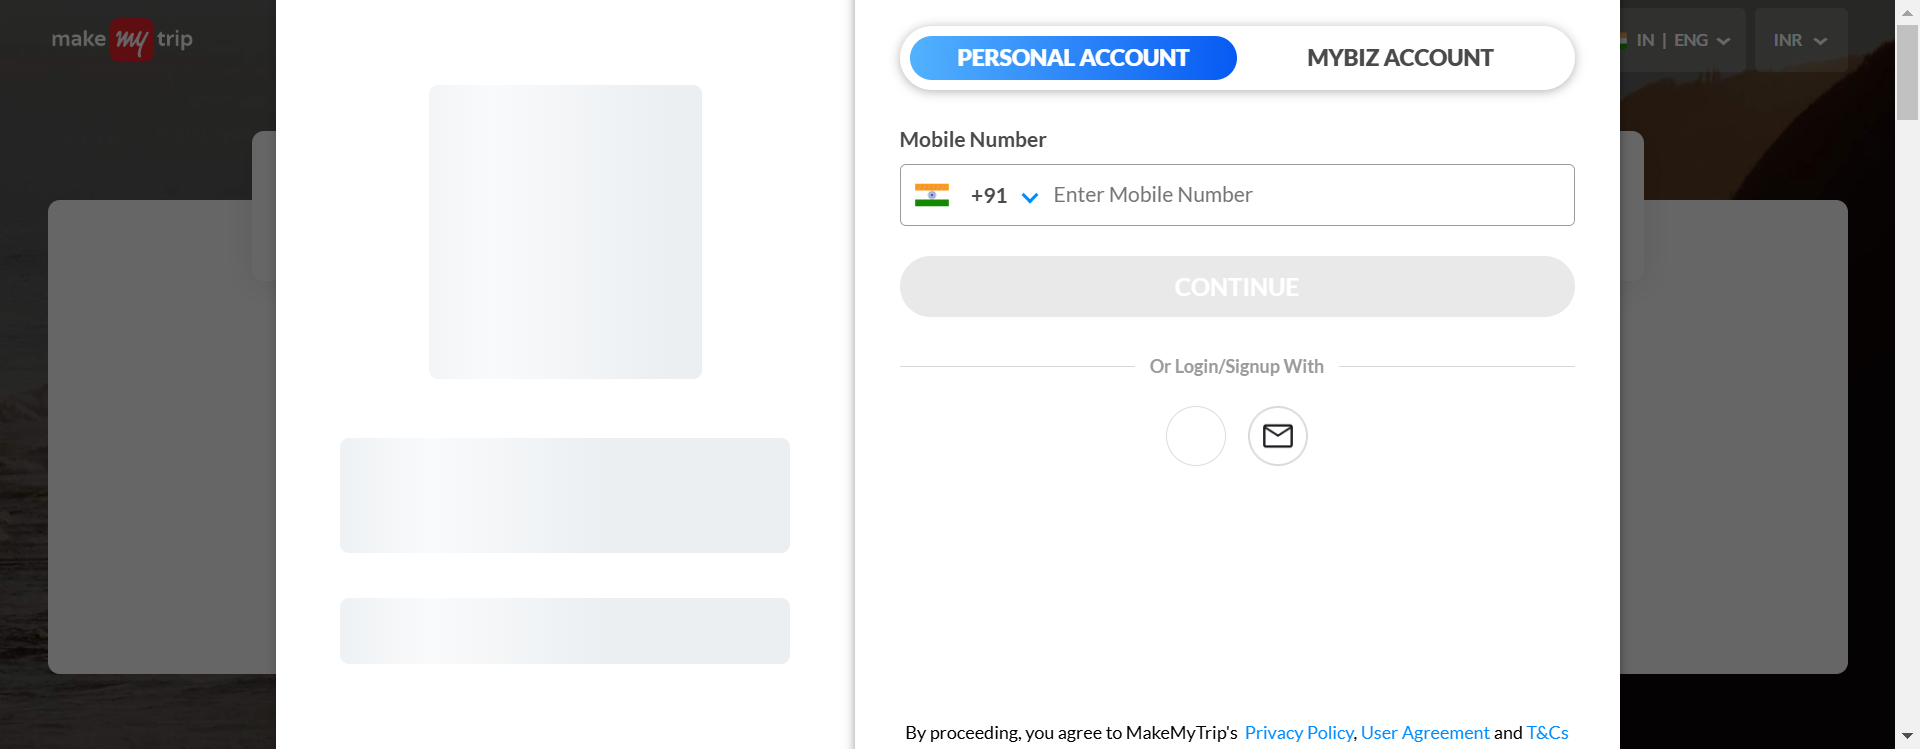 make my trip
IN | ENG
INR
PERSONAL ACCOUNT
MYBIZ ACCOUNT
Mobile Number
+91
Enter Mobile Number
CONTINUE
Or Login/Signup With
By proceeding, you agree to MakeMyTrip's Privacy Policy, User Agreement and T&Cs